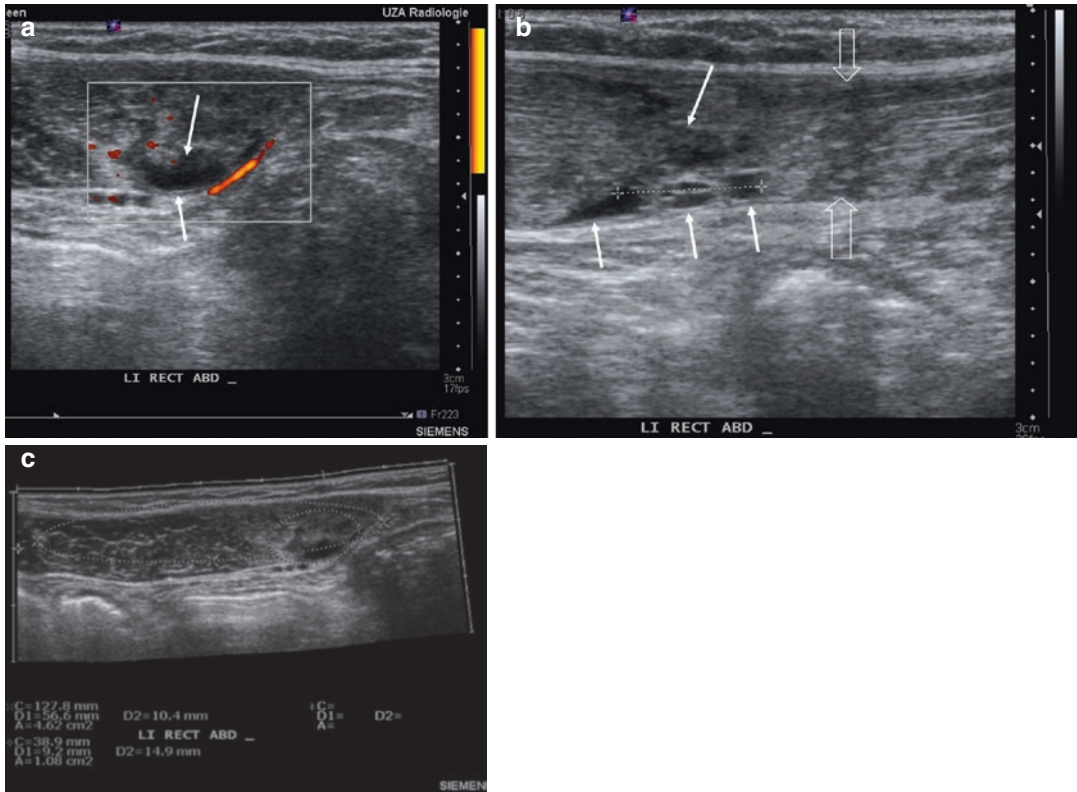 a
een
UZA Radiologie
LI RECT ABD _
3cm
17fps
Fr223
SIEMENS
b
LI RECT ABD _
3cm
c
C=127.8 mm
D1=56.6 mm D2=10.4 mm
A=4.62 cm2
C=38.9 mm
D1=9.2 mm D2=14.9 mm
A=1.08 cm2
C=
D1= D2=
A=
LI RECT ABD _
SIEMEN